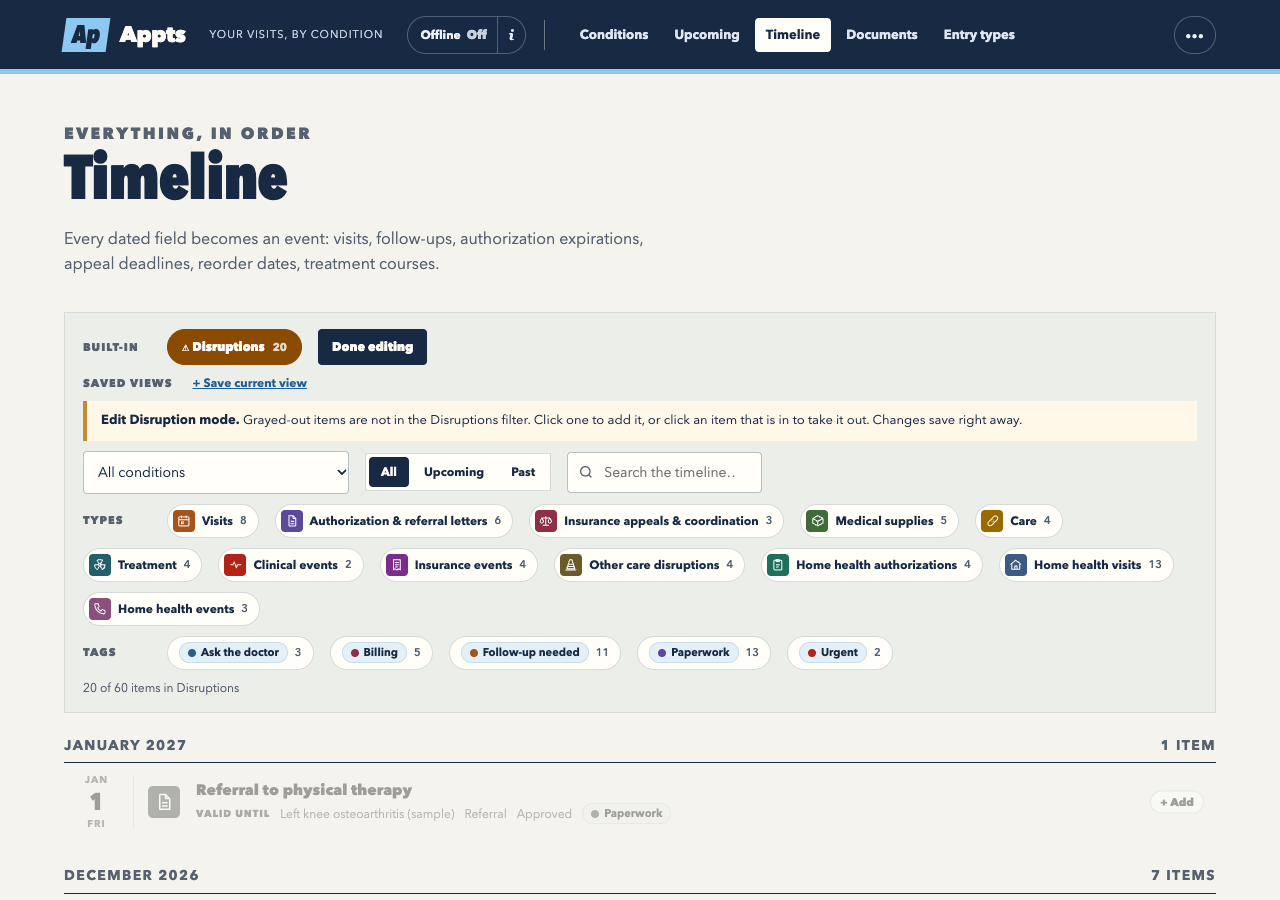 Ap Appts YOUR VISITS, BY CONDITION Offline Off i Conditions Upcoming Timeline Documents Entry types
EVERYTHING, IN ORDER
Timeline
Every dated field becomes an event: visits, follow-ups, authorization expirations,
appeal deadlines, reorder dates, treatment courses.
BUILT-IN ⚠ Disruptions 20 Done editing
SAVED VIEWS + Save current view
Edit Disruption mode. Grayed-out items are not in the Disruptions filter. Click one to add it, or click an item that is in to take it out. Changes save right away.
All conditions All Upcoming Past Search the timeline..
TYPES Visits 8 Authorization & referral letters 6 Insurance appeals & coordination 3 Medical supplies 5 Care 4
Treatment 4 Clinical events 2 Insurance events 4 Other care disruptions 4 Home health authorizations 4 Home health visits 13
Home health events 3
TAGS Ask the doctor 3 Billing 5 Follow-up needed 11 Paperwork 13 Urgent 2
20 of 60 items in Disruptions
JANUARY 2027 1 ITEM
JAN
1
FRI
Referral to physical therapy
VALID UNTIL Left knee osteoarthritis (sample) Referral Approved Paperwork
+ Add
DECEMBER 2026 7 ITEMS